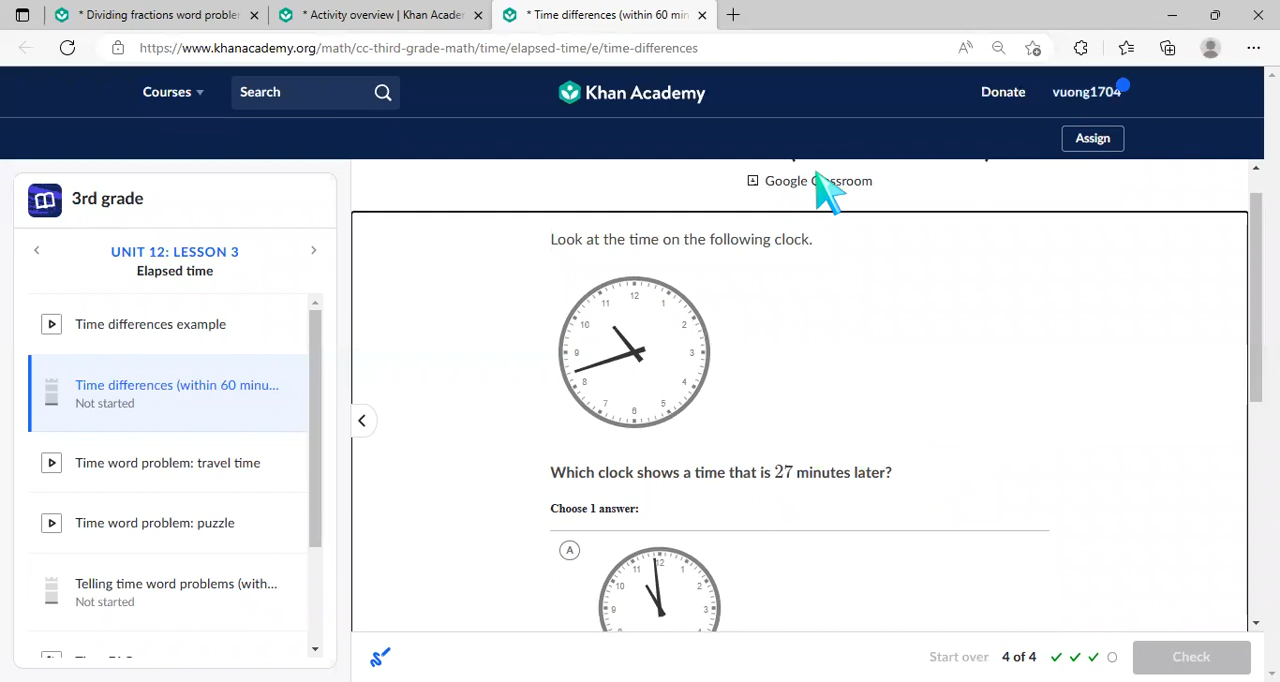 * Dividing fractions word problem
* Activity overview | Khan Academ
* Time differences (within 60 min
https://www.khanacademy.org/math/cc-third-grade-math/time/elapsed-time/e/time-differences
Courses
Search
Khan Academy
Donate
vuong1704
Assign
3rd grade
UNIT 12: LESSON 3
Elapsed time
Time differences example
Time differences (within 60 minu...
Not started
Time word problem: travel time
Time word problem: puzzle
Telling time word problems (with...
Not started
Google Classroom
Look at the time on the following clock.
12
1
2
3
4
5
6
7
8
9
10
11
Which clock shows a time that is 27 minutes later?
Choose 1 answer:
A
12
1
2
3
9
10
11
Start over
4 of 4
Check